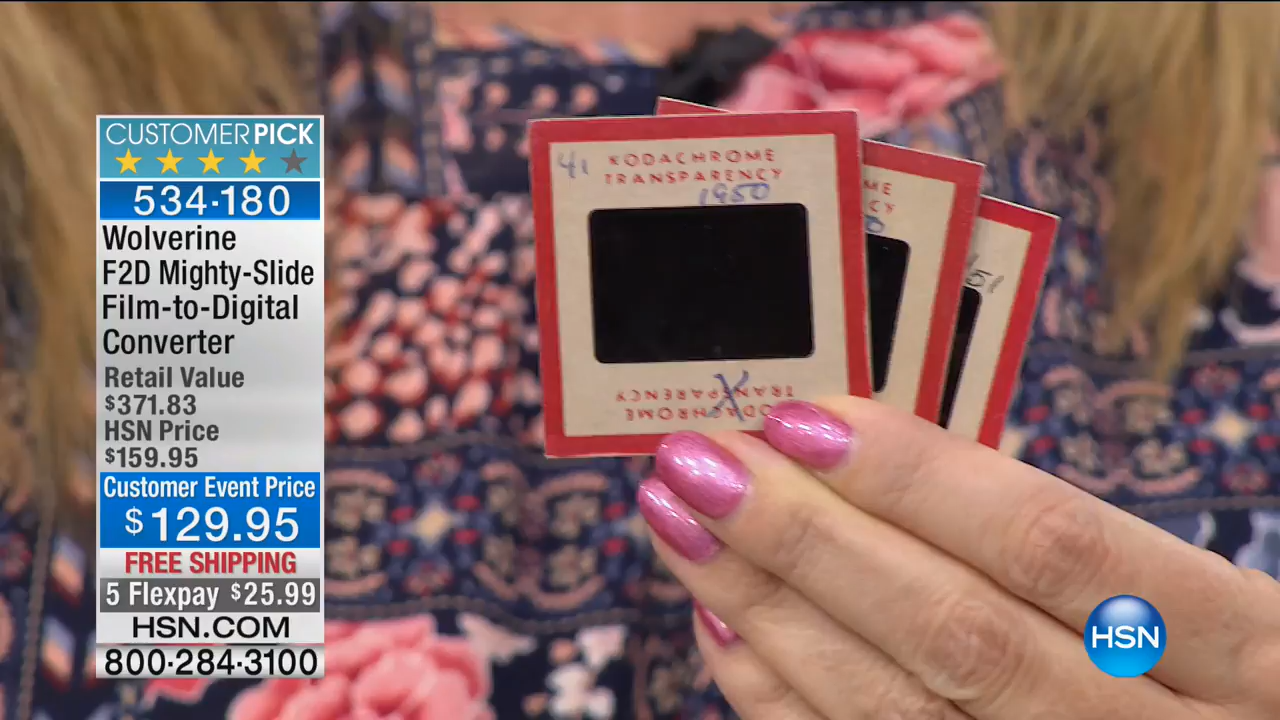 CUSTOMER PICK
534-180
Wolverine
F2D Mighty-Slide
Film-to-Digital
Converter
Retail Value
$371.83
HSN Price
$159.95
Customer Event Price
$129.95
FREE SHIPPING
5 Flexpay $25.99
HSN.COM
800-284-3100
41 KODACHROME
TRANSPARENCY
1950
TRANSPARENCY
KODACHROME
X
ME
CY
HSN